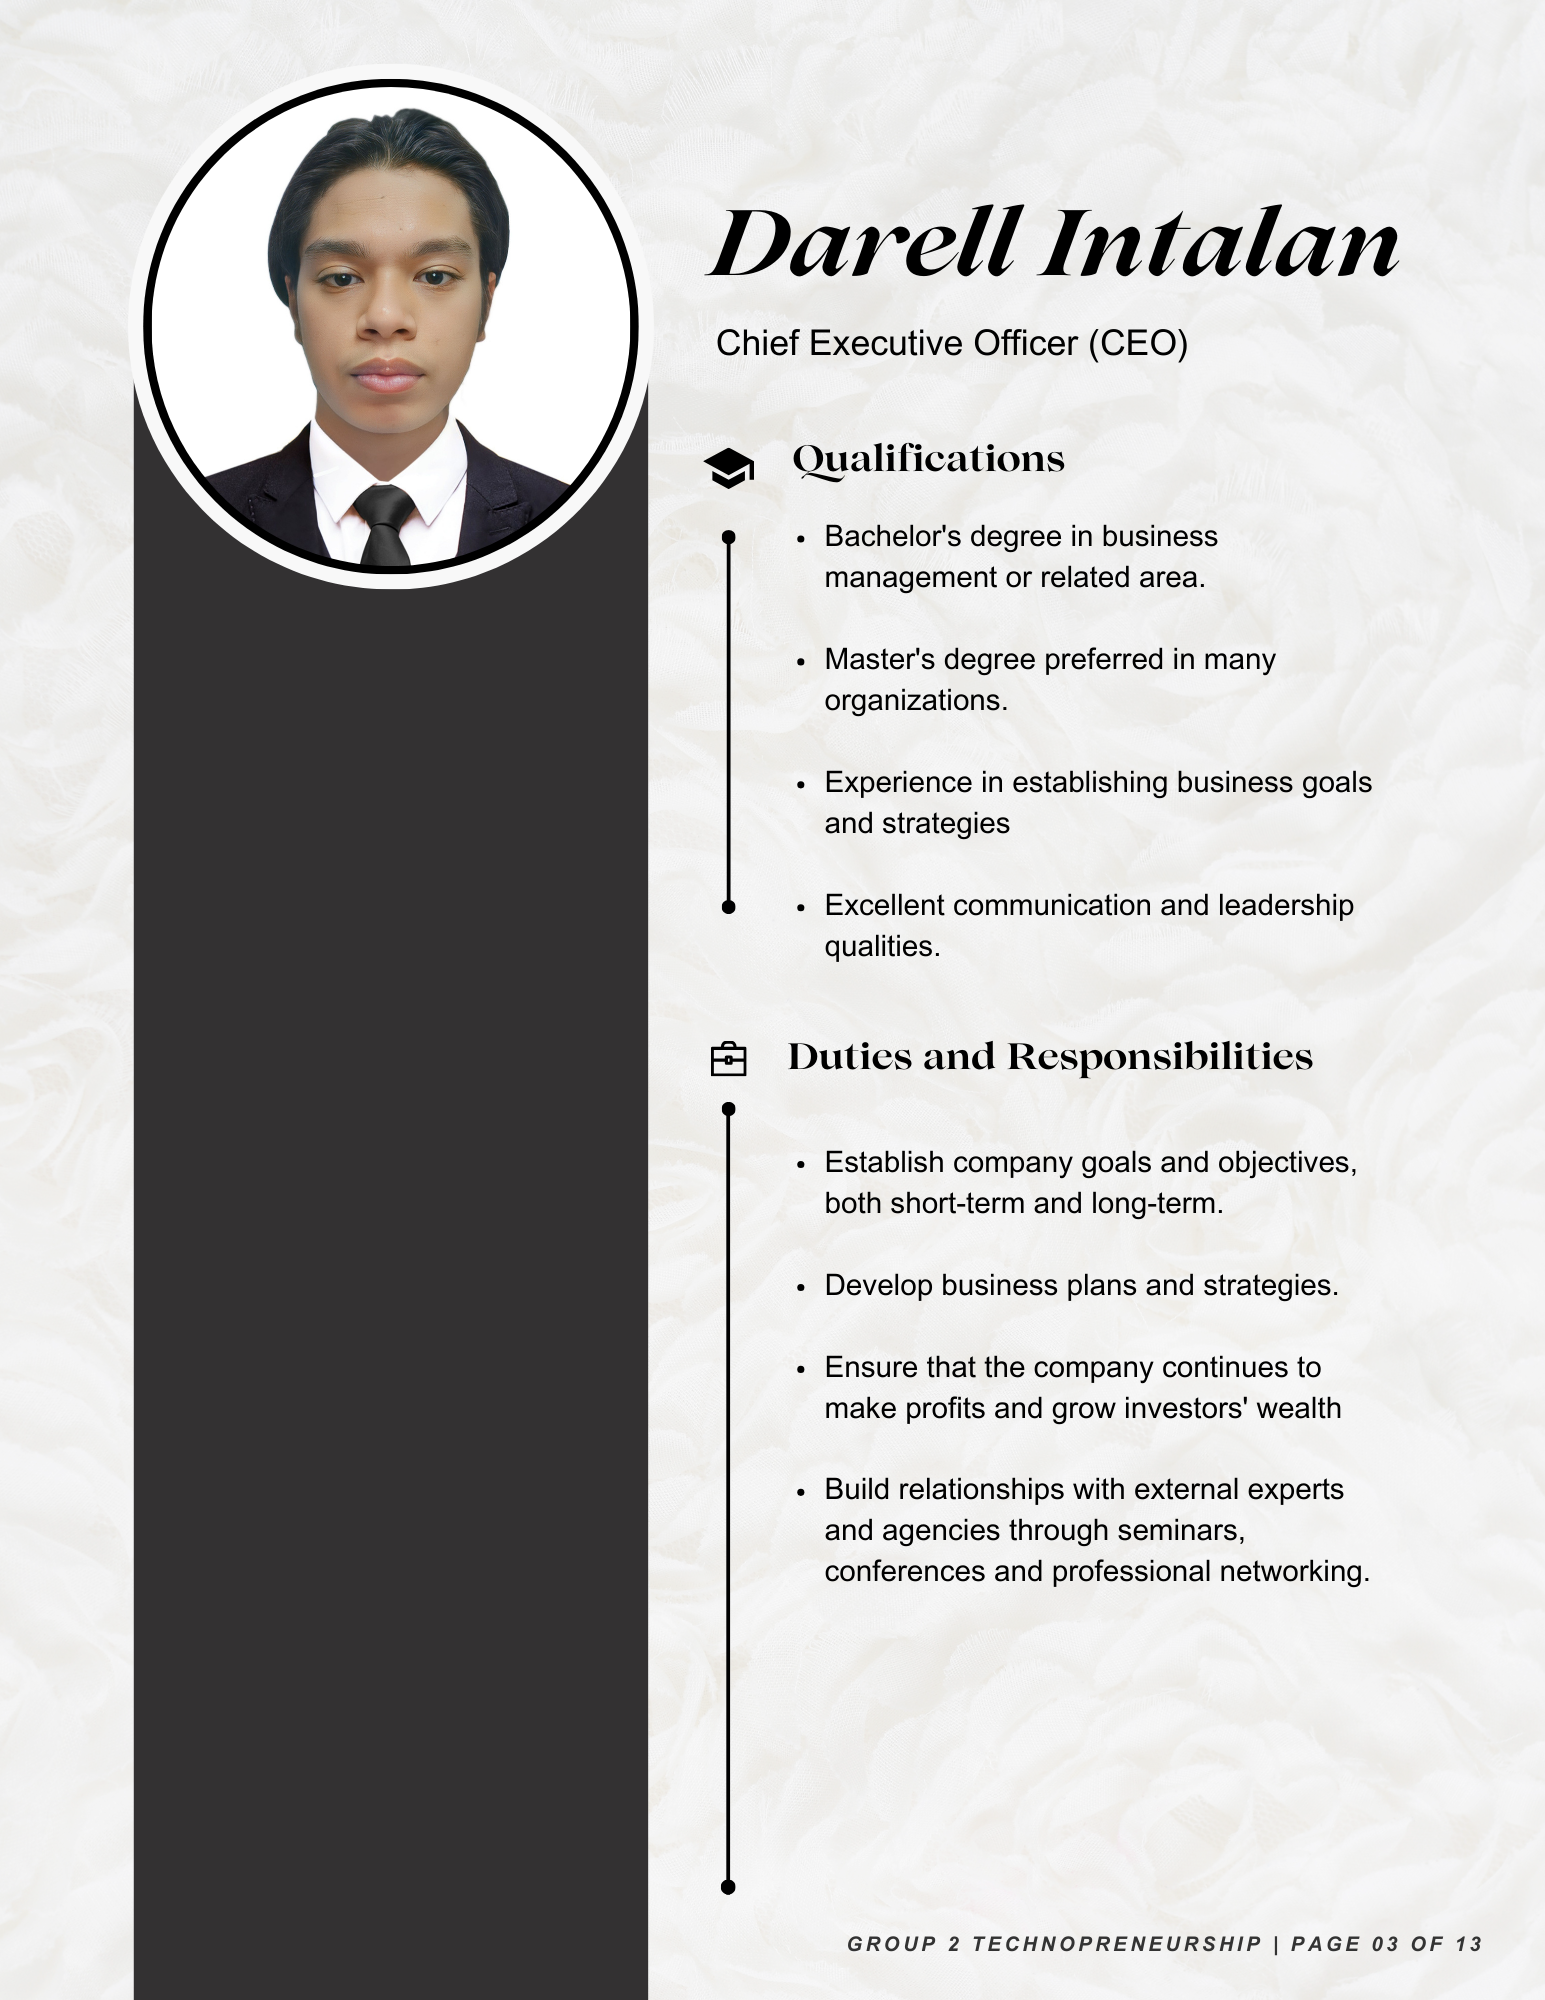 Darell Intalan
Chief Executive Officer (CEO)
Qualifications
• Bachelor's degree in business
management or related area.
• Master's degree preferred in many
organizations.
• Experience in establishing business goals
and strategies
• Excellent communication and leadership
qualities.
Duties and Responsibilities
• Establish company goals and objectives,
both short-term and long-term.
• Develop business plans and strategies.
• Ensure that the company continues to
make profits and grow investors' wealth
• Build relationships with external experts
and agencies through seminars,
conferences and professional networking.
GROUP 2 TECHNOPRENEURSHIP | PAGE 03 OF 13